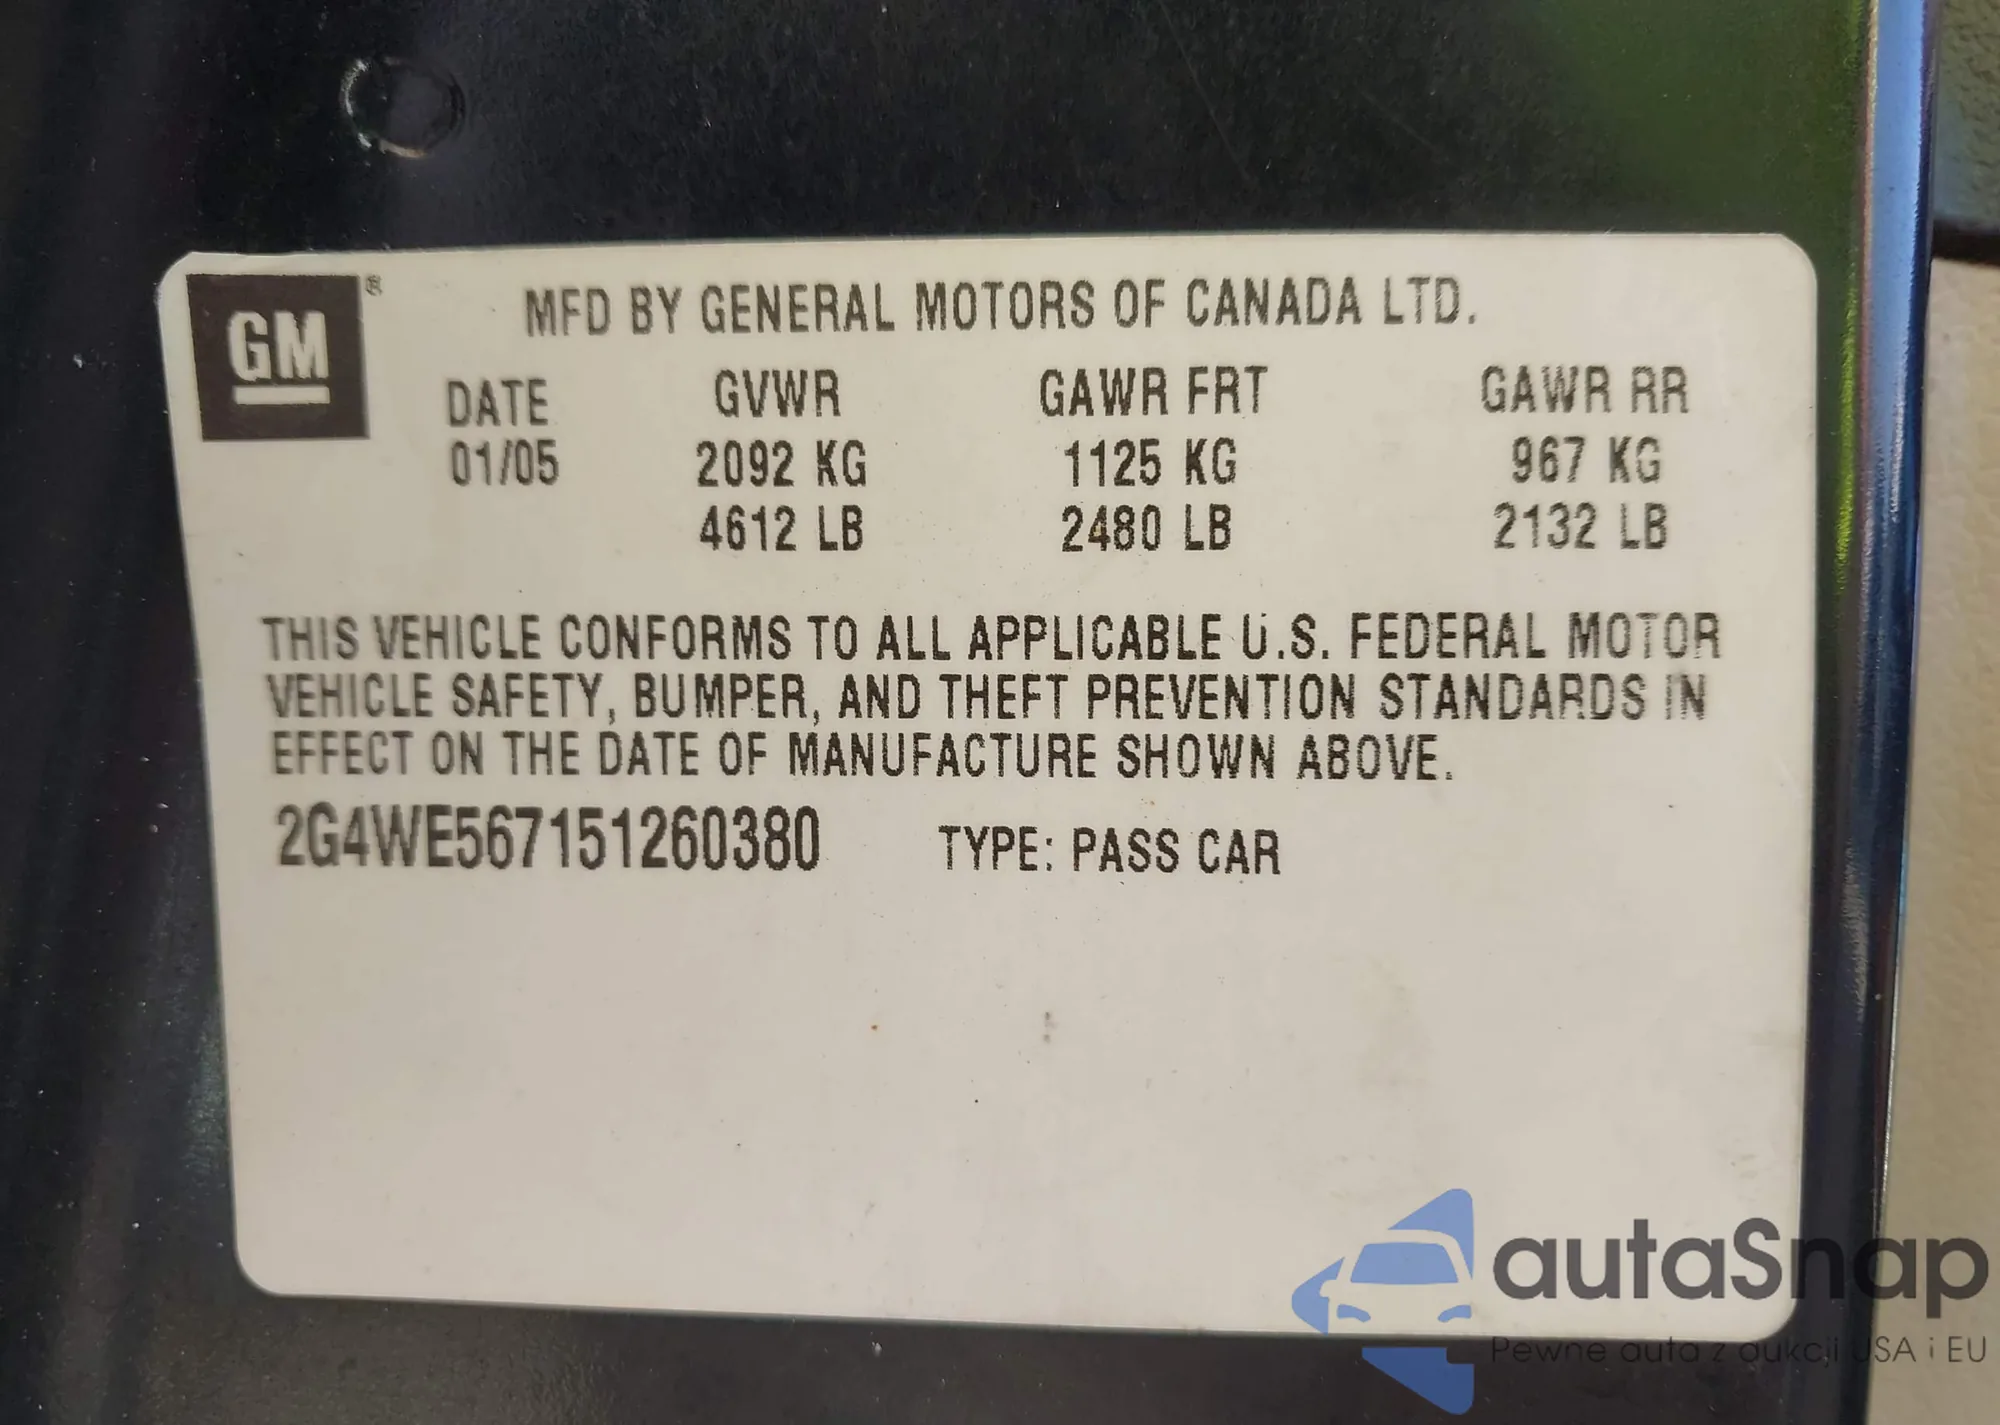 GM ®
MFD BY GENERAL MOTORS OF CANADA LTD.
DATE GVWR GAWR FRT GAWR RR
01/05 2092 KG 1125 KG 967 KG
4612 LB 2480 LB 2132 LB
THIS VEHICLE CONFORMS TO ALL APPLICABLE U.S. FEDERAL MOTOR
VEHICLE SAFETY, BUMPER, AND THEFT PREVENTION STANDARDS IN
EFFECT ON THE DATE OF MANUFACTURE SHOWN ABOVE.
2G4WE567151260380 TYPE: PASS CAR
autaSnap
Pewne auta z aukcji USA i EU